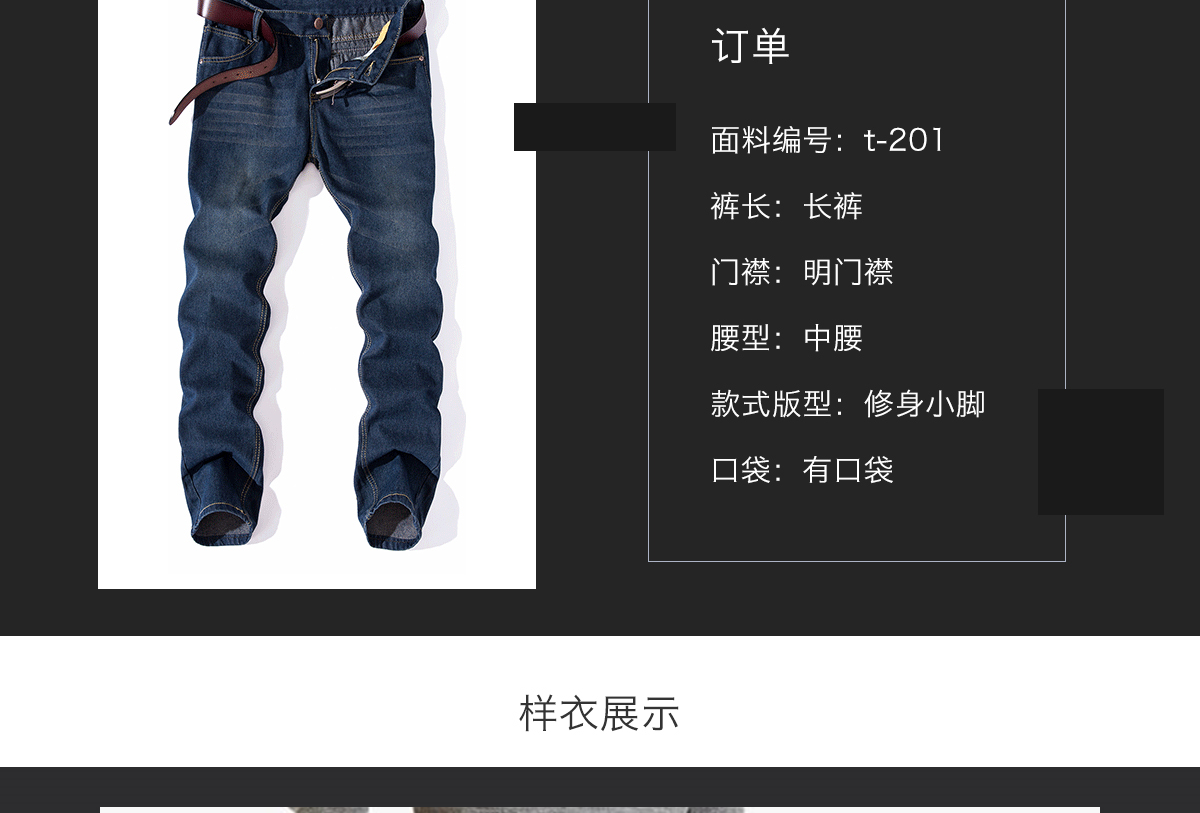 订单
面料编号：t-201
裤长：长裤
门襟：明门襟
腰型：中腰
款式版型：修身小脚
口袋：有口袋
样衣展示